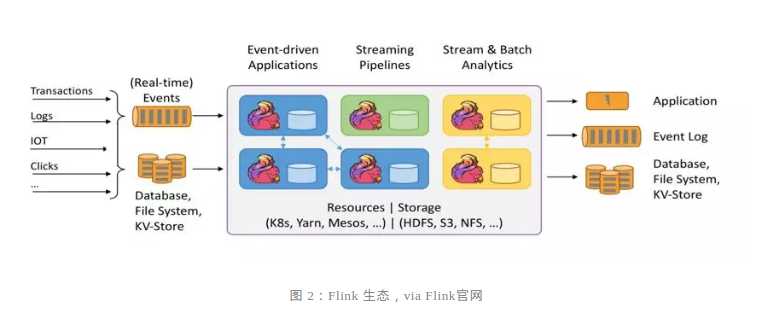 Event-driven
Applications
Streaming
Pipelines
Stream & Batch
Analytics
Transactions
Logs
IOT
Clicks
...
(Real-time)
Events
Database,
File System,
KV-Store
Resources | Storage
(K8s, Yarn, Mesos, ...) | (HDFS, S3, NFS, ...)
Application
Event Log
Database,
File System,
KV-Store
图 2：Flink 生态，via Flink官网